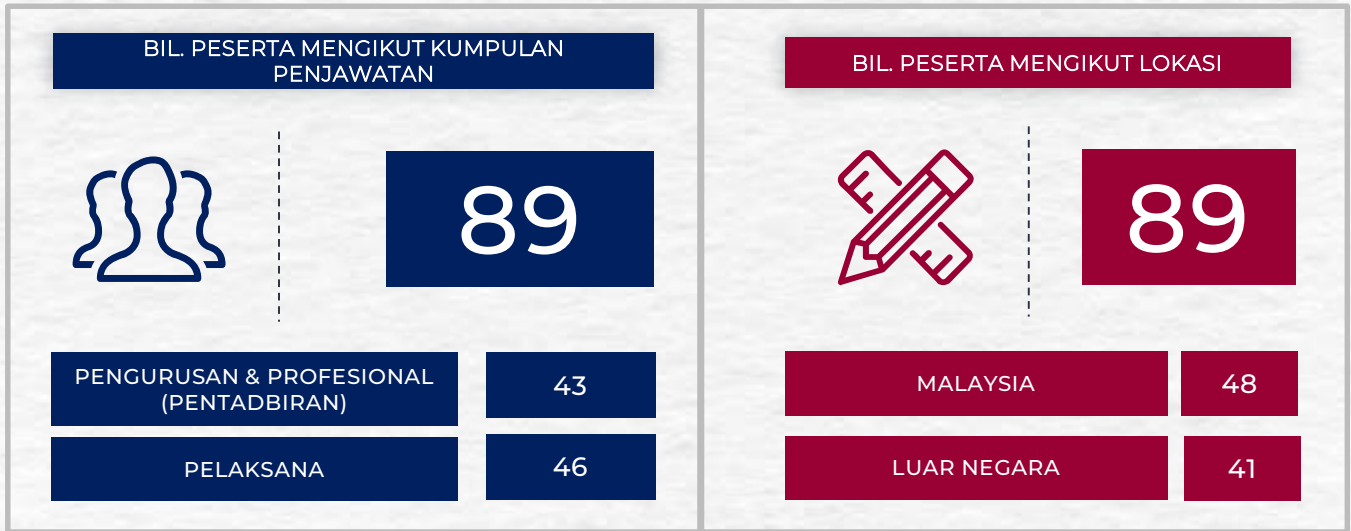 BIL. PESERTA MENGIKUT KUMPULAN
PENJAWATAN
89
PENGURUSAN & PROFESIONAL
(PENTADBIRAN)
43
PELAKSANA
46
BIL. PESERTA MENGIKUT LOKASI
89
MALAYSIA
48
LUAR NEGARA
41